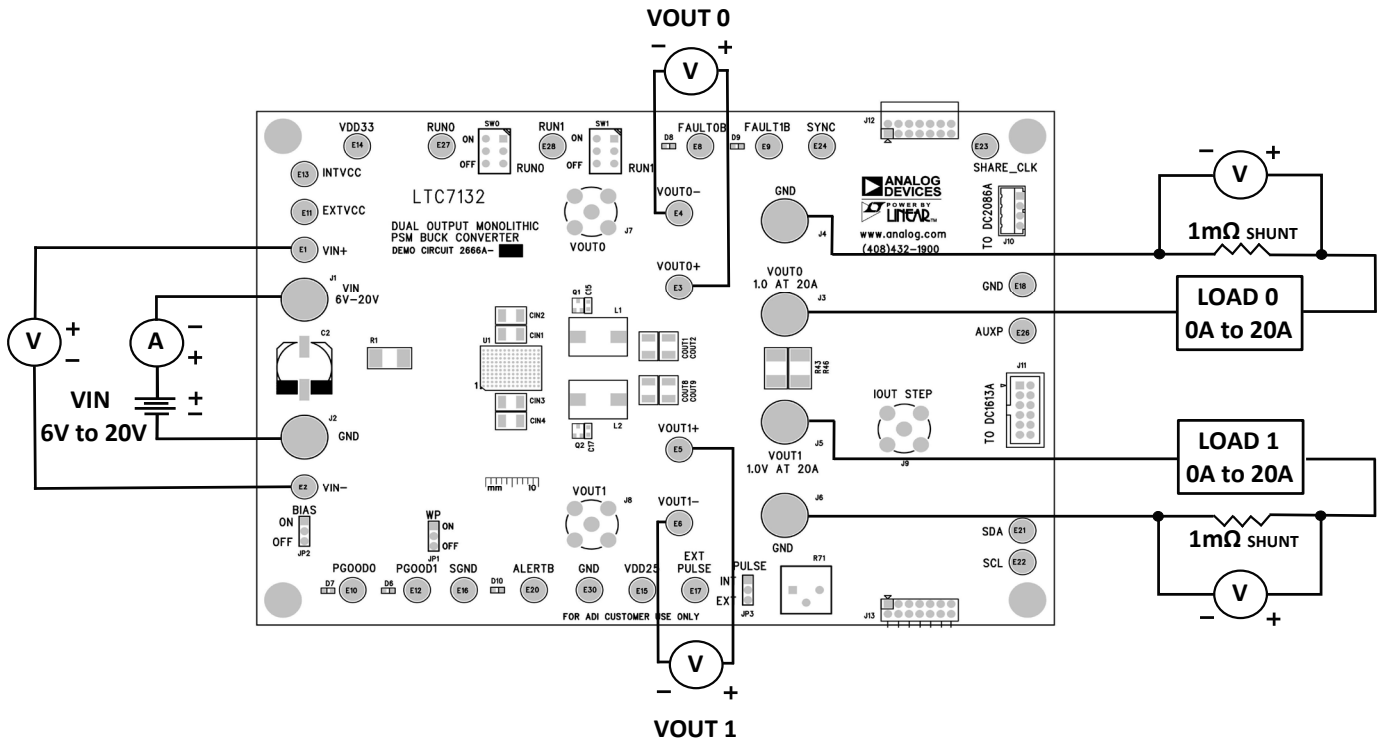 VOUT 0
− +
V
VDD33
E14
RUN0
E27
SW0
ON
OFF
RUN0
RUN1
E28
SW1
ON
OFF
RUN1
D8
FAULT0B
E8
D9
FAULT1B
E9
SYNC
E24
J12
E23
SHARE_CLK
E13
INTVCC
E11
EXTVCC
E1
VIN+
LTC7132
DUAL OUTPUT MONOLITHIC
PSM BUCK CONVERTER
DEMO CIRCUIT 2666A-
J7
VOUT0
VOUT0-
E4
VOUT0+
E3
GND
J4
ANALOG
DEVICES
POWER BY
LINEAR™
www.analog.com
(408)432-1900
TO DC2086A
J10
V
− +
1mΩ SHUNT
LOAD 0
0A to 20A
VOUT0
1.0 AT 20A
J3
GND
E18
AUXP
E26
J1
VIN
6V-20V
V
+
−
A
−
+
+
−
VIN
6V to 20V
C2
R1
Q1
C15
L1
CIN2
CIN1
U1
1
COUT1
COUT2
COUT8
COUT9
CIN3
CIN4
L2
Q2
C17
R43
R46
J11
TO DC1613A
IOUT STEP
J9
J2
GND
VOUT1+
E5
J5
VOUT1
1.0V AT 20A
LOAD 1
0A to 20A
E2
VIN-
BIAS
ON
OFF
JP2
WP
ON
OFF
JP1
mm 10
VOUT1
J8
VOUT1-
E6
J6
GND
SDA
E21
SCL
E22
1mΩ SHUNT
V
− +
D7
PGOOD0
E10
D6
PGOOD1
E12
SGND
E16
D10
ALERTB
E20
GND
E30
VDD25
E15
EXT
PULSE
E17
PULSE
INT
EXT
JP3
R71
J13
FOR ADI CUSTOMER USE ONLY
V
− +
VOUT 1